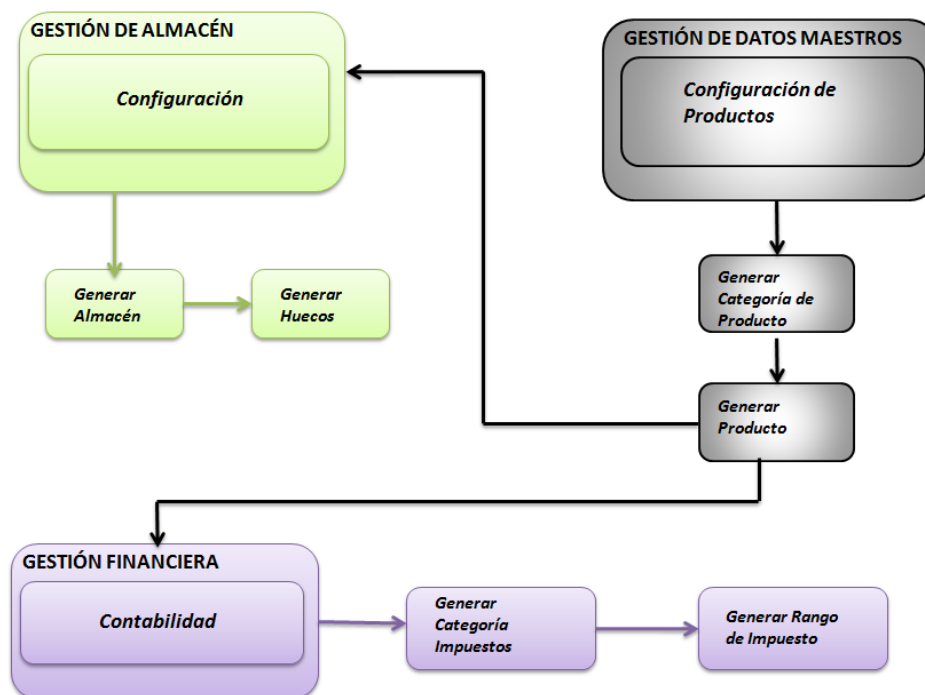 GESTIÓN DE ALMACÉN
Configuración
Generar
Almacén
Generar
Huecos
GESTIÓN DE DATOS MAESTROS
Configuración de
Productos
Generar
Categoría de
Producto
Generar
Producto
GESTIÓN FINANCIERA
Contabilidad
Generar
Categoría
Impuestos
Generar Rango
de Impuesto